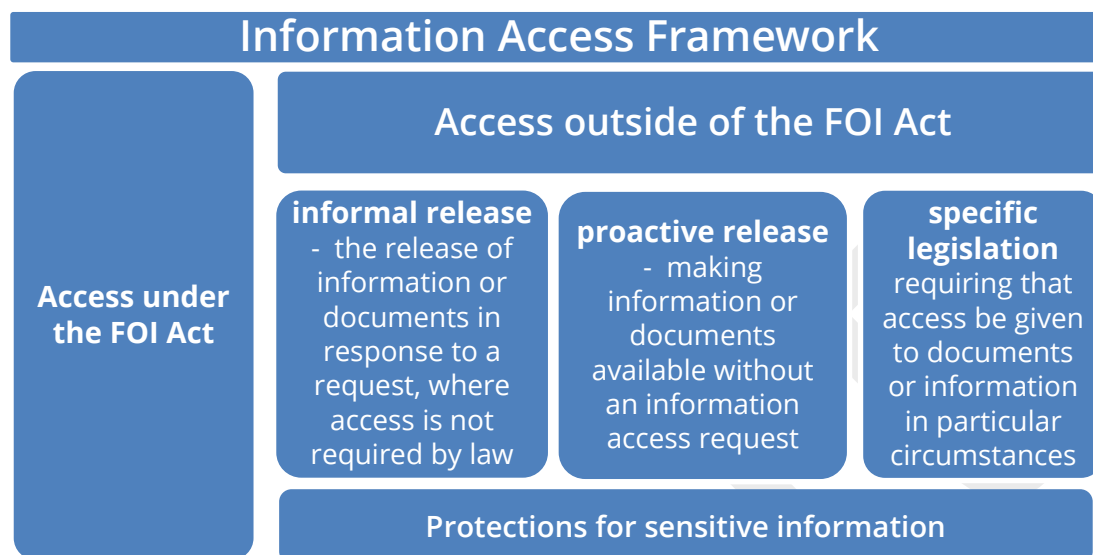 Information Access Framework
Access under
the FOI Act
Access outside of the FOI Act
informal release
- the release of
information or
documents in
response to a
request, where
access is not
required by law
proactive release
- making
information or
documents
available without
an information
access request
specific
legislation
requiring that
access be given
to documents
or information
in particular
circumstances
Protections for sensitive information